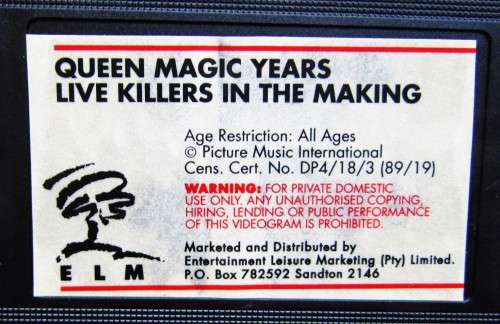 QUEEN MAGIC YEARS
LIVE KILLERS IN THE MAKING
Age Restriction: All Ages
© Picture Music International
Cens. Cert. No. DP4/18/3 (89/19)
WARNING: FOR PRIVATE DOMESTIC
USE ONLY. ANY UNAUTHORISED COPYING,
HIRING, LENDING OR PUBLIC PERFORMANCE
OF THIS VIDEOGRAM IS PROHIBITED.
Marketed and Distributed by
Entertainment Leisure Marketing (Pty) Limited.
P.O. Box 782592 Sandton 2146
ELM